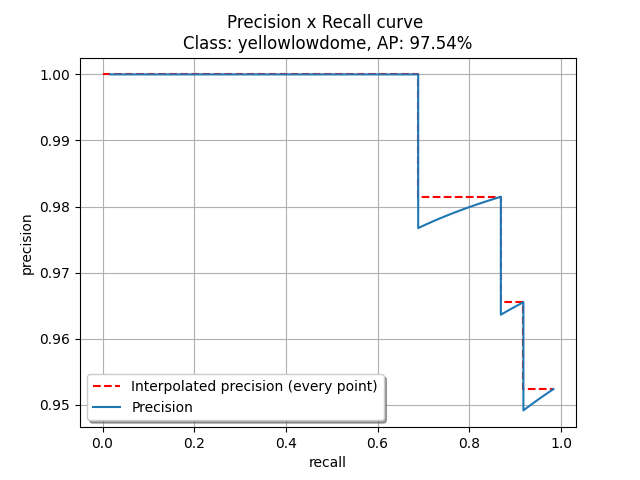 Precision x Recall curve
Class: yellowlowdome, AP: 97.54%
1.00
0.99
0.98
0.97
0.96
0.95
precision
Interpolated precision (every point)
Precision
0.0 0.2 0.4 0.6 0.8 1.0
recall